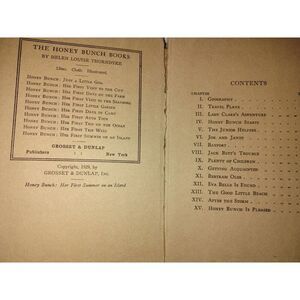 THE HONEY BUNCH BOOKS
BY HELEN LOUISE THORNDYKE
12mo. Cloth. Illustrated.
HONEY BUNCH: JUST A LITTLE GIRL
HONEY BUNCH: HER FIRST VISIT TO THE CITY
HONEY BUNCH: HER FIRST DAYS ON THE FARM
HONEY BUNCH: HER FIRST VISIT TO THE SEASHORE
HONEY BUNCH: HER FIRST LITTLE GARDEN
HONEY BUNCH: HER FIRST DAYS IN CAMP
HONEY BUNCH: HER FIRST AUTO TOUR
HONEY BUNCH: HER FIRST TRIP ON THE OCEAN
HONEY BUNCH: HER FIRST TRIP WEST
HONEY BUNCH: HER FIRST SUMMER ON AN ISLAND
GROSSET & DUNLAP
Publishers New York
Copyright, 1929, by
GROSSET & DUNLAP, Inc.
Honey Bunch: Her First Summer on an Island
CONTENTS
CHAPTER
I. GEOGRAPHY
II. TRAVEL PLANS
III. LADY CLARE'S ADVENTURE
IV. HONEY BUNCH STARTS
V. THE JUNIOR HELPERS
VI. JOE AND JANIE
VII.
VIII. JACK BUTT'S TROUBLE
IX. PLENTY OF CHILDREN
X. GETTING ACQUAINTED
XI. BERTRAM OLER
XII. EVA BELLE IS FOUND
XIII. THE GOOD LITTLE BEACH
XIV. AFTER THE STORM
XV. HONEY BUNCH IS PLEASED